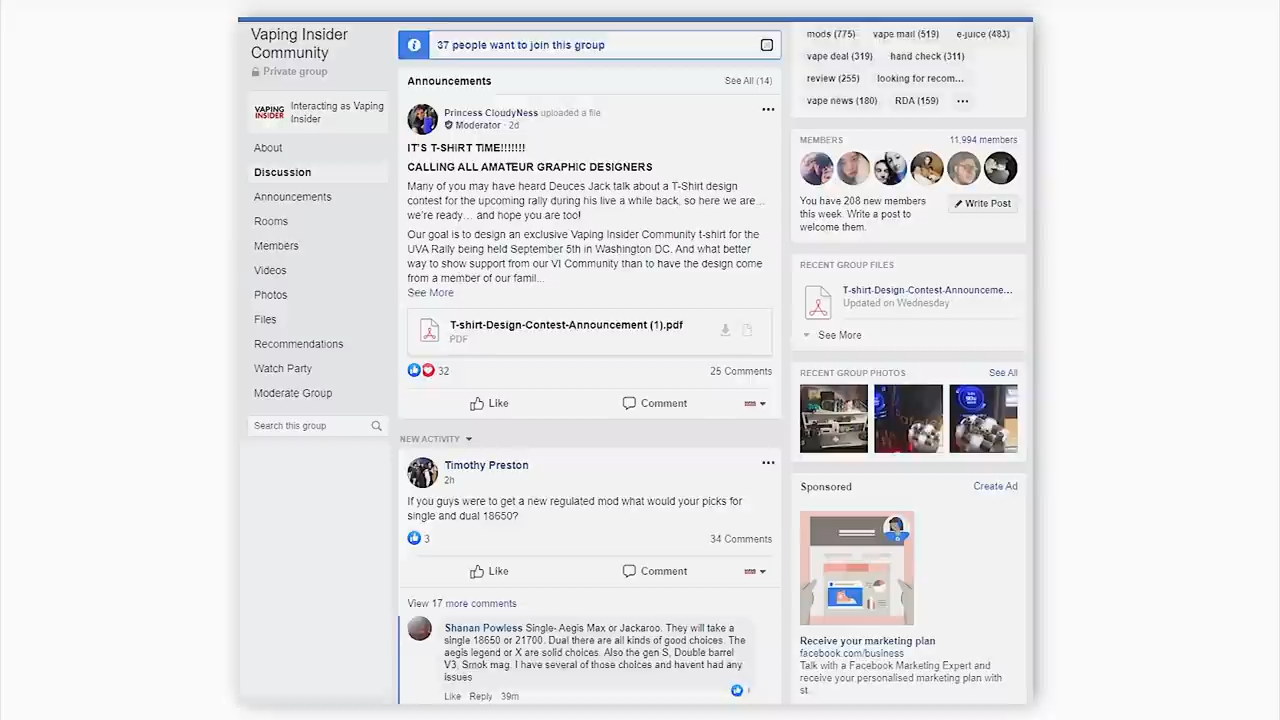 Vaping Insider
Community
Private group
VAPING
INSIDER
Interacting as Vaping
Insider
About
Discussion
Announcements
Rooms
Members
Videos
Photos
Files
Recommendations
Watch Party
Moderate Group
Search this group
37 people want to join this group
Announcements
See All (14)
Princess CloudyNess uploaded a file
Moderator · 2d
IT'S T-SHIRT TIME!!!!!!!
CALLING ALL AMATEUR GRAPHIC DESIGNERS
Many of you may have heard Deuces Jack talk about a T-Shirt design
contest for the upcoming rally during his live a while back, so here we are...
we're ready... and hope you are too!
Our goal is to design an exclusive Vaping Insider Community t-shirt for the
UVA Rally being held September 5th in Washington DC. And what better
way to show support from our VI Community than to have the design come
from a member of our famil...
See More
T-shirt-Design-Contest-Announcement (1).pdf
PDF
32
25 Comments
Like
Comment
NEW ACTIVITY
Timothy Preston
2h
If you guys were to get a new regulated mod what would your picks for
single and dual 18650?
3
34 Comments
Like
Comment
View 17 more comments
Shanan Powless Single- Aegis Max or Jackaroo. They will take a
single 18650 or 21700. Dual there are all kinds of good choices. The
aegis legend or X are solid choices. Also the gen S, Double barrel
V3, Smok mag. I have several of those choices and havent had any
issues
Like Reply 39m
mods (775) vape mail (519) e-juice (483)
vape deal (319) hand check (311)
review (255) looking for recom...
vape news (180) RDA (159)
MEMBERS
11,994 members
You have 208 new members
this week. Write a post to
welcome them.
Write Post
RECENT GROUP FILES
T-shirt-Design-Contest-Announceme...
Updated on Wednesday
See More
RECENT GROUP PHOTOS
See All
Sponsored
Create Ad
Receive your marketing plan
facebook.com/business
Talk with a Facebook Marketing Expert and
receive your personalised marketing plan with
st...